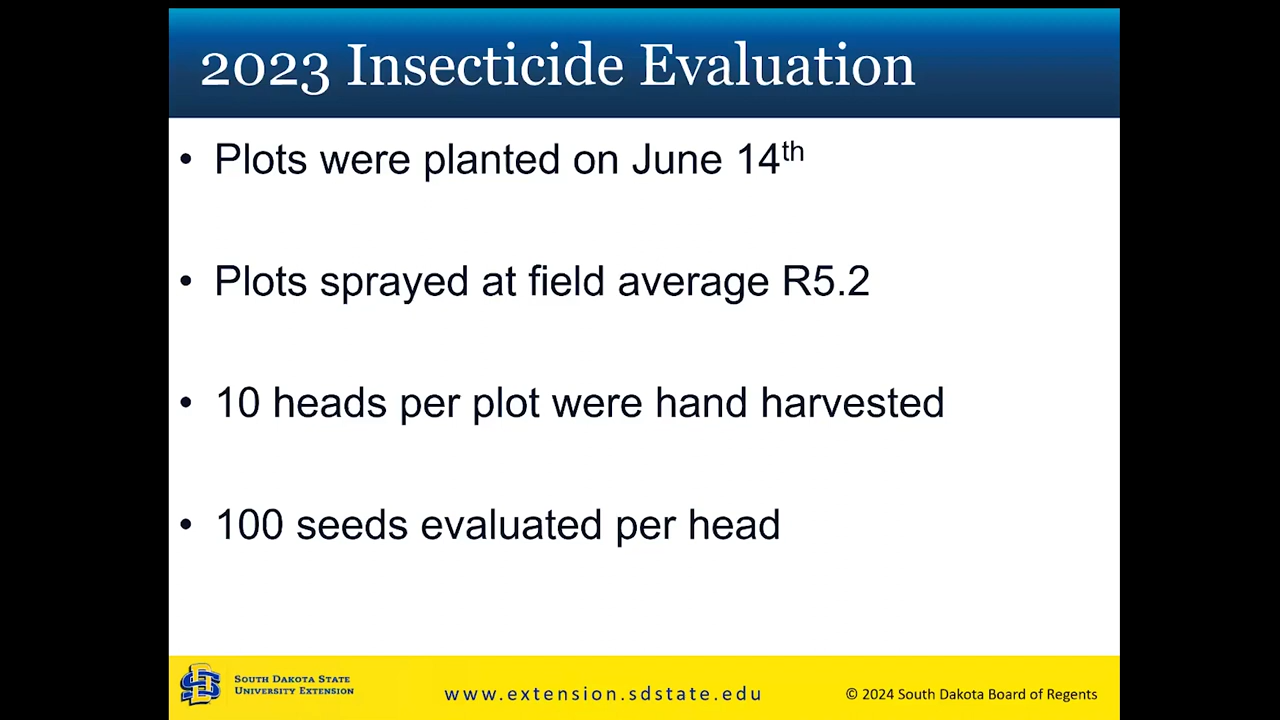 2023 Insecticide Evaluation
• Plots were planted on June 14th
• Plots sprayed at field average R5.2
• 10 heads per plot were hand harvested
• 100 seeds evaluated per head
SD
SOUTH DAKOTA STATE
UNIVERSITY EXTENSION
www.extension.sdstate.edu
© 2024 South Dakota Board of Regents